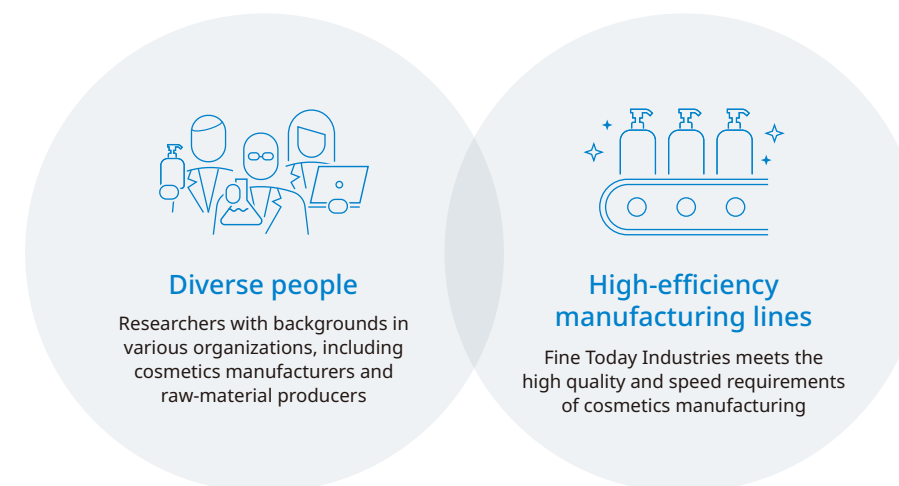 Diverse people
Researchers with backgrounds in
various organizations, including
cosmetics manufacturers and
raw-material producers
High-efficiency
manufacturing lines
Fine Today Industries meets the
high quality and speed requirements
of cosmetics manufacturing